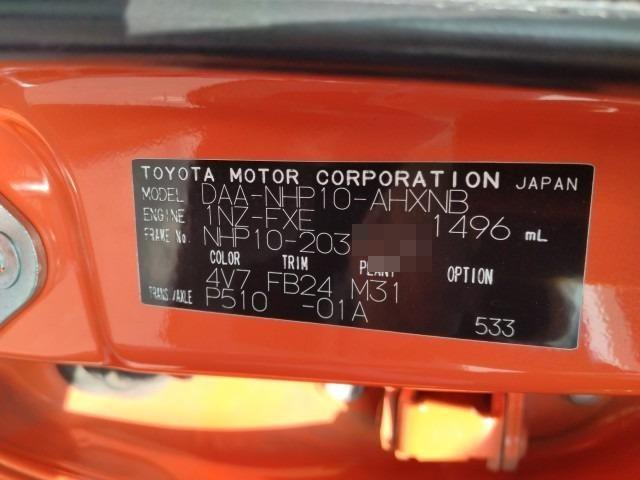 TOYOTA MOTOR CORPORATION JAPAN
MODEL DAA-NHP10-AHXNB
ENGINE 1NZ-FXE 1496 mL
FRAME No. NHP10-203
COLOR TRIM PLANT OPTION
4V7 FB24 M31
TRANS/AXLE P510 -01A
533